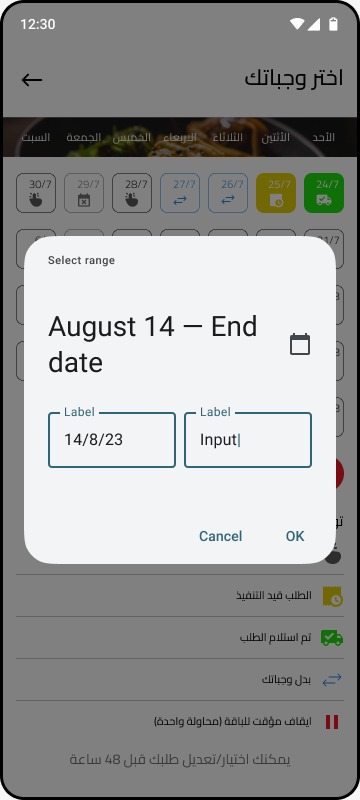 12:30
اختر وجباتك
الأحد الأثنين الثلاثاء الاربعاء الخميس الجمعة السبت
24/7 25/7 26/7 27/7 28/7 29/7 30/7
Select range
August 14 — End
date
Label Label
14/8/23 Input
Cancel OK
الطلب قيد التنفيذ
تم استلام الطلب
بدل وجباتك
ايقاف مؤقت للباقة (محاولة واحدة)
يمكنك اختيار/تعديل طلبك قبل 48 ساعة